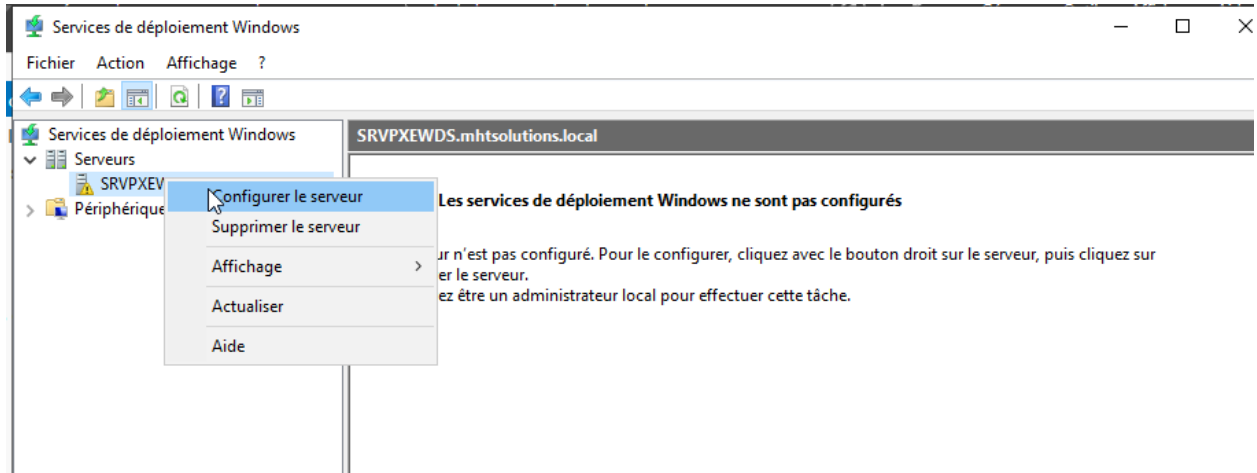 Services de déploiement Windows
Fichier Action Affichage ?
Services de déploiement Windows
SRVPXEWDS.mhtsolutions.local
Serveurs
SRVPXEW
Périphérique
Configurer le serveur
Supprimer le serveur
Affichage
Actualiser
Aide
Les services de déploiement Windows ne sont pas configurés
ur n'est pas configuré. Pour le configurer, cliquez avec le bouton droit sur le serveur, puis cliquez sur
er le serveur.
ez être un administrateur local pour effectuer cette tâche.